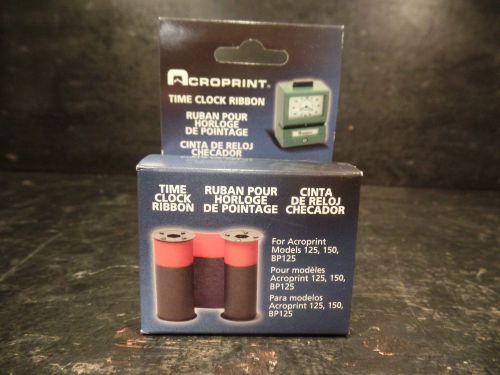 ACROPRINT®
TIME CLOCK RIBBON
RUBAN POUR
HORLOGE
DE POINTAGE
CINTA DE RELOJ
CHECADOR
TIME
CLOCK
RIBBON
RUBAN POUR
HORLOGE
DE POINTAGE
CINTA
DE RELOJ
CHECADOR
For Acroprint
Models 125, 150,
BP125
Pour modèles
Acroprint 125, 150,
BP125
Para modelos
Acroprint 125, 150,
BP125